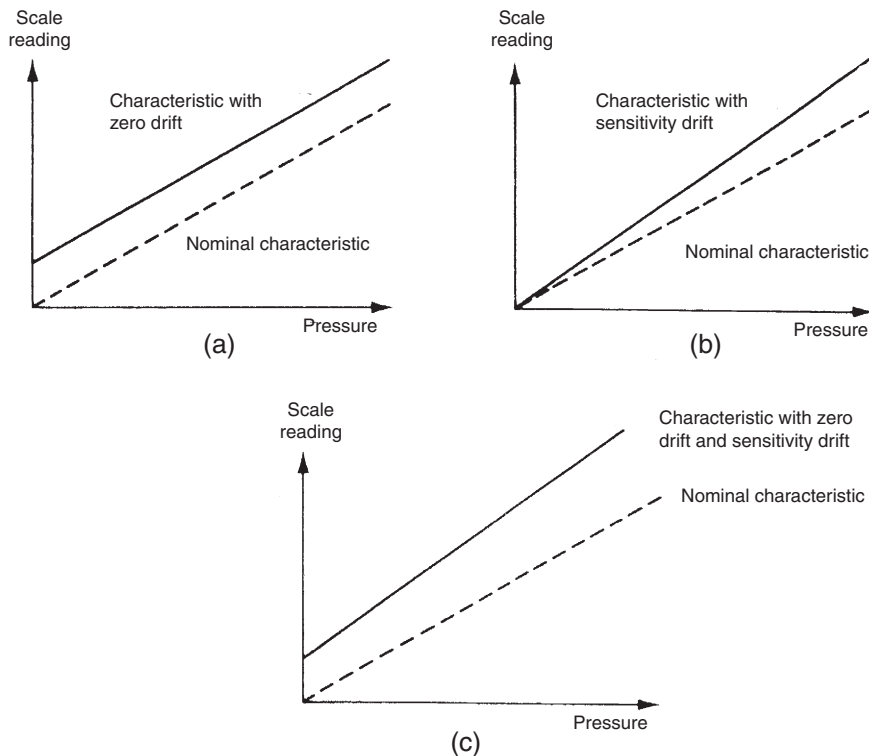 Scale
reading
Characteristic with
zero drift
Nominal characteristic
Pressure
(a)
Scale
reading
Characteristic with
sensitivity drift
Nominal characteristic
Pressure
(b)
Scale
reading
Characteristic with zero
drift and sensitivity drift
Nominal characteristic
Pressure
(c)